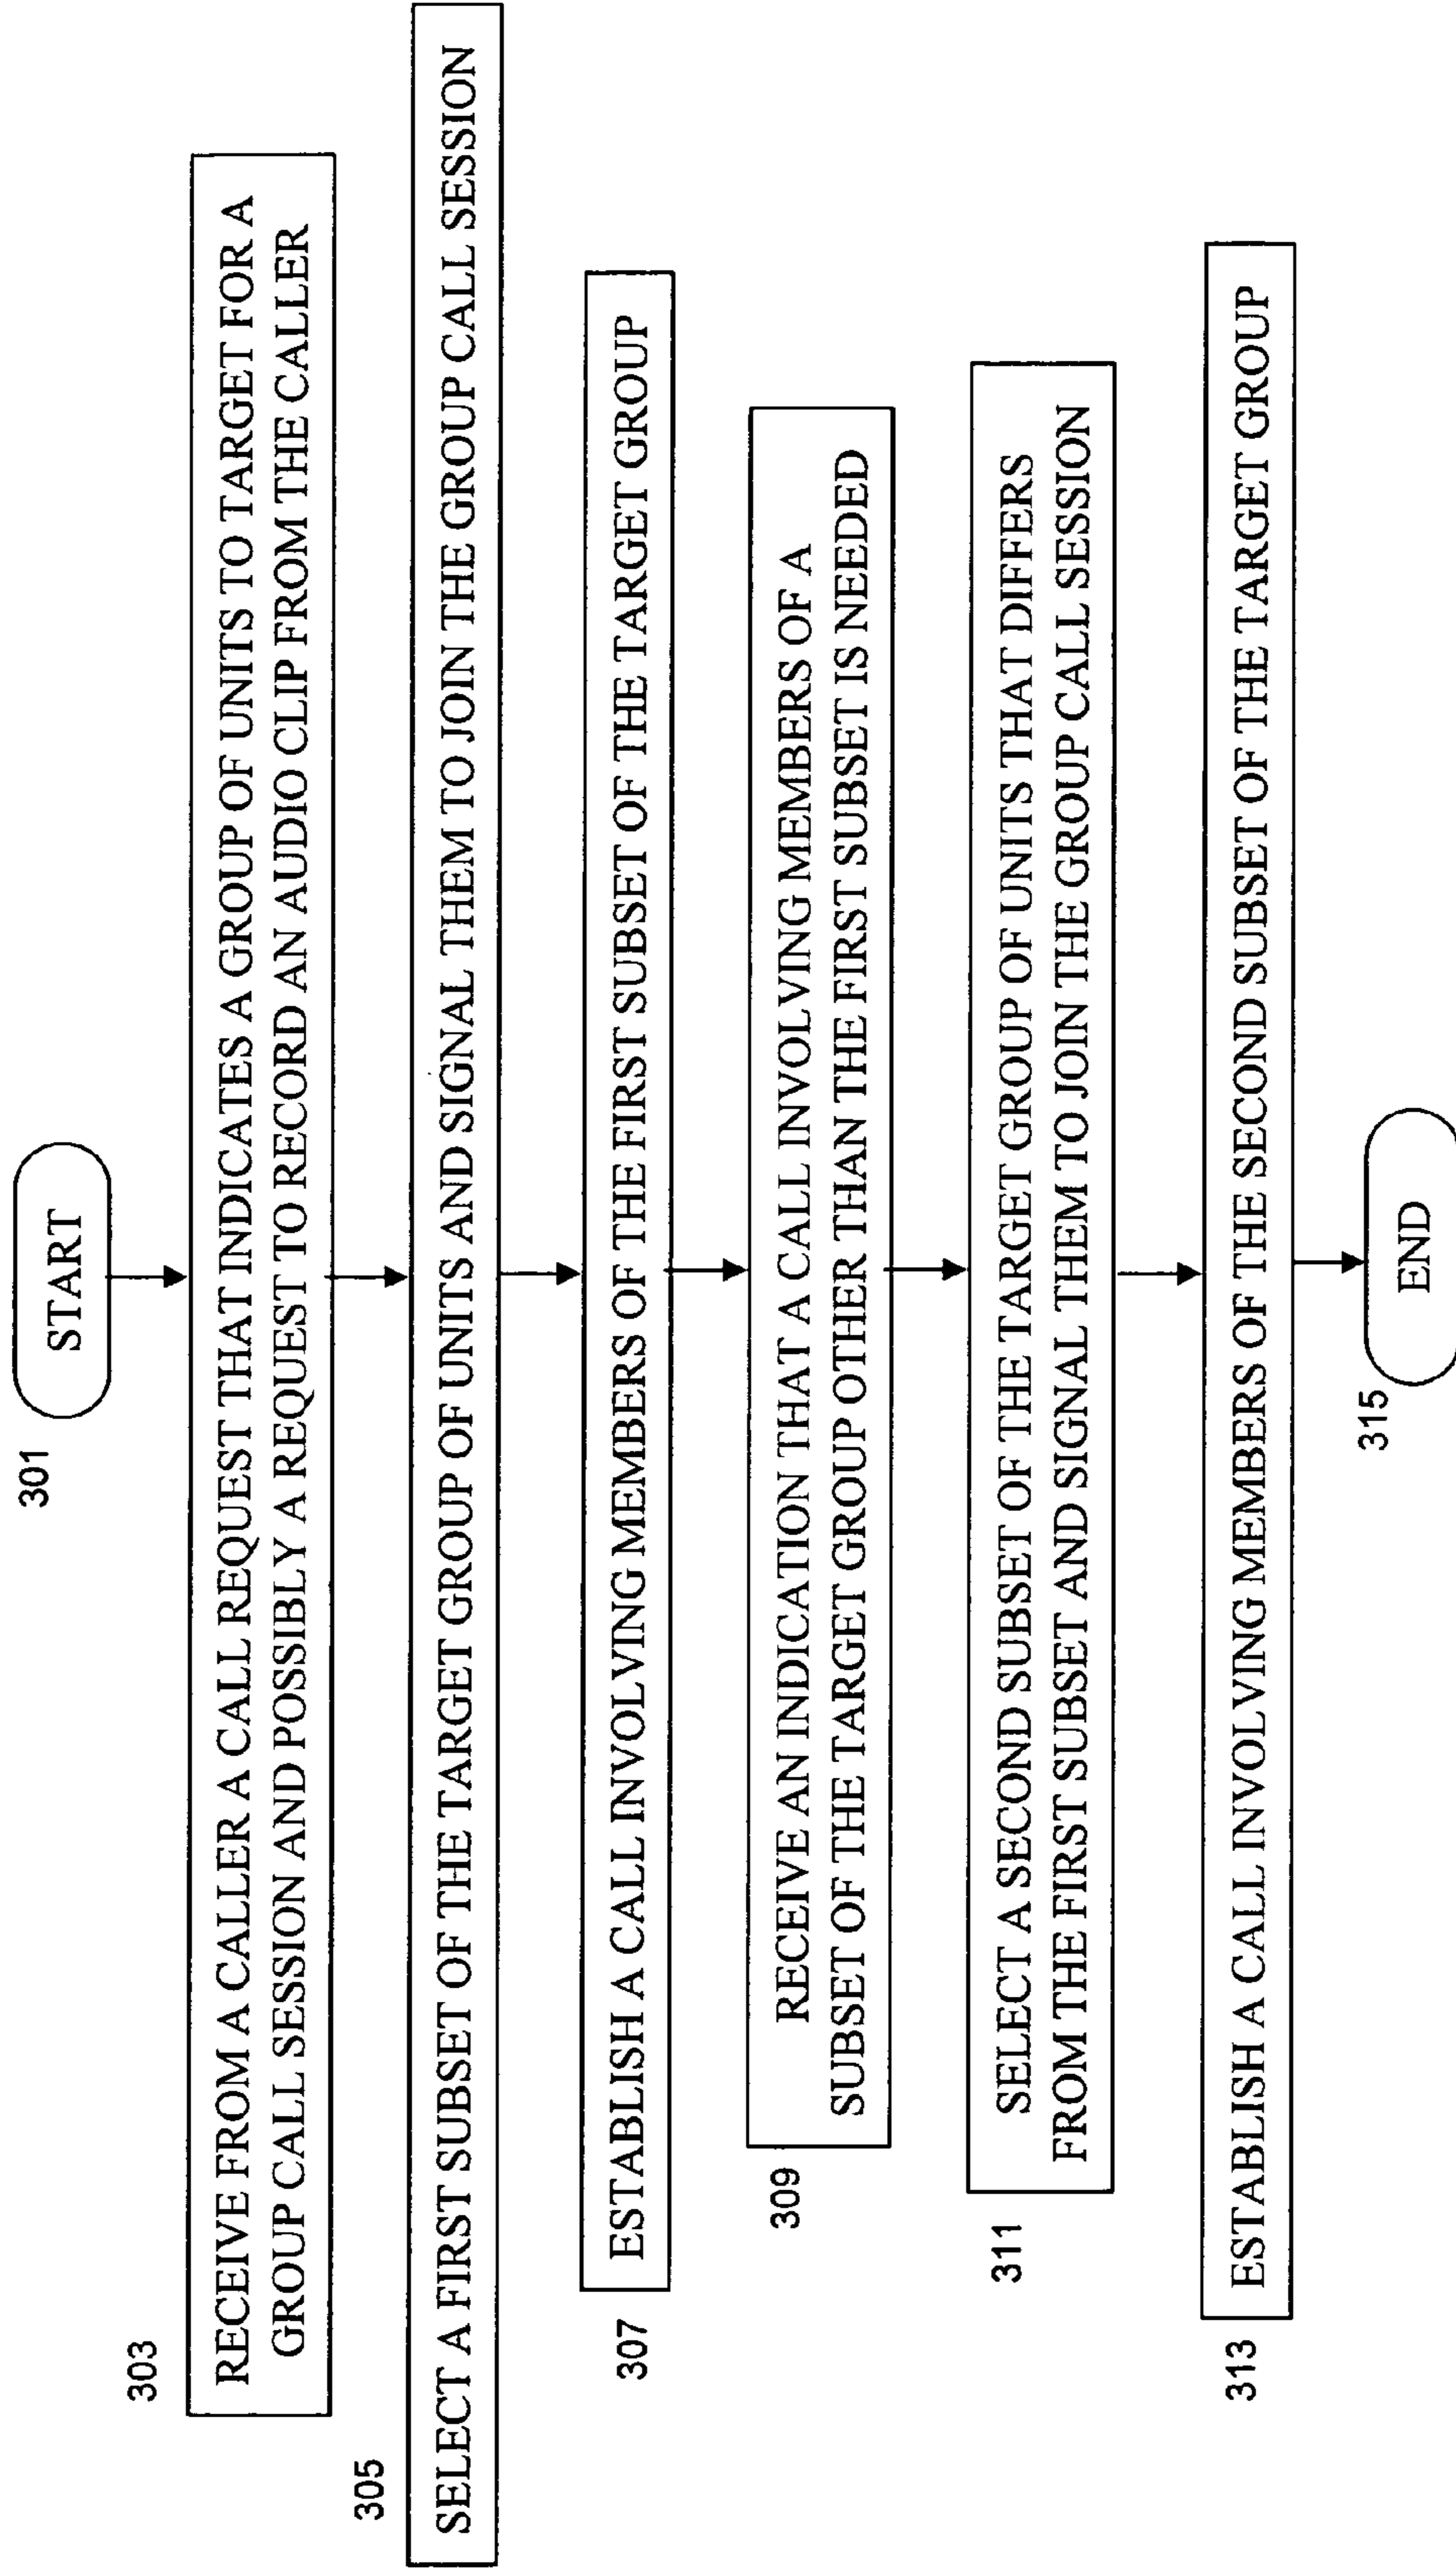 301
START
303
RECEIVE FROM A CALLER A CALL REQUEST THAT INDICATES A GROUP OF UNITS TO TARGET FOR A
GROUP CALL SESSION AND POSSIBLY A REQUEST TO RECORD AN AUDIO CLIP FROM THE CALLER
305
SELECT A FIRST SUBSET OF THE TARGET GROUP OF UNITS AND SIGNAL THEM TO JOIN THE GROUP CALL SESSION
307
ESTABLISH A CALL INVOLVING MEMBERS OF THE FIRST SUBSET OF THE TARGET GROUP
309
RECEIVE AN INDICATION THAT A CALL INVOLVING MEMBERS OF A
SUBSET OF THE TARGET GROUP OTHER THAN THE FIRST SUBSET IS NEEDED
311
SELECT A SECOND SUBSET OF THE TARGET GROUP OF UNITS THAT DIFFERS
FROM THE FIRST SUBSET AND SIGNAL THEM TO JOIN THE GROUP CALL SESSION
313
ESTABLISH A CALL INVOLVING MEMBERS OF THE SECOND SUBSET OF THE TARGET GROUP
315
END